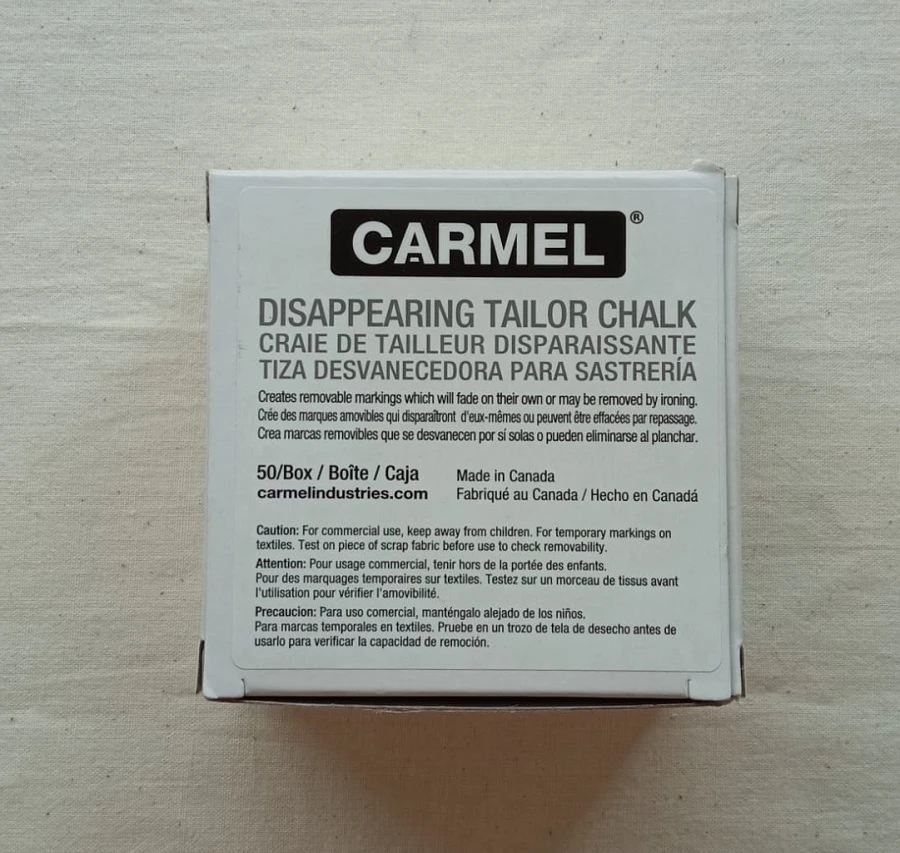 CARMEL®
DISAPPEARING TAILOR CHALK
CRAIE DE TAILLEUR DISPARAISSANTE
TIZA DESVANECEDORA PARA SASTRERÍA
Creates removable markings which will fade on their own or may be removed by ironing.
Crée des marques amovibles qui disparaîtront d'eux-mêmes ou peuvent être effacées par repassage.
Crea marcas removibles que se desvanecen por sí solas o pueden eliminarse al planchar.
50/Box / Boîte / Caja
carmelindustries.com
Made in Canada
Fabriqué au Canada / Hecho en Canadá
Caution: For commercial use, keep away from children. For temporary markings on
textiles. Test on piece of scrap fabric before use to check removability.
Attention: Pour usage commercial, tenir hors de la portée des enfants.
Pour des marquages temporaires sur textiles. Testez sur un morceau de tissus avant
l'utilisation pour vérifier l'amovibilité.
Precaucion: Para uso comercial, manténgalo alejado de los niños.
Para marcas temporales en textiles. Pruebe en un trozo de tela de desecho antes de
usarlo para verificar la capacidad de remoción.